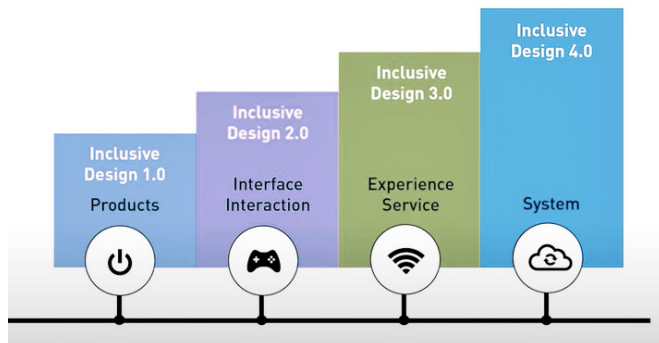 Inclusive
Design 1.0
Products
Inclusive
Design 2.0
Interface
Interaction
Inclusive
Design 3.0
Experience
Service
Inclusive
Design 4.0
System